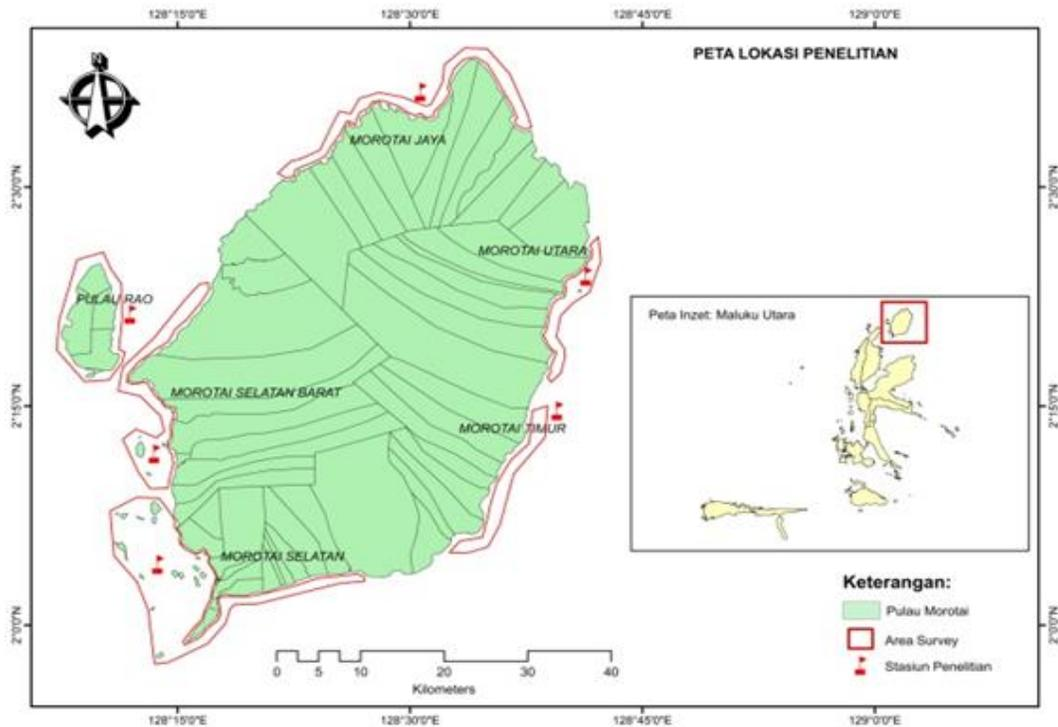 128°15'0"E 128°30'0"E 128°45'0"E 129°0'0"E
PETA LOKASI PENELITIAN
N
MOROTAI JAYA
2°30'0"N 2°30'0"N
MOROTAI UTARA
PULAU RAO
Peta Inzet: Maluku Utara
MOROTAI SELATAN BARAT
2°15'0"N 2°15'0"N
MOROTAI TIMUR
MOROTAI SELATAN
Keterangan:
Pulau Morotai
Area Survey
Stasiun Penelitian
2°0'0"N 2°0'0"N
0 5 10 20 30 40
Kilometers
128°15'0"E 128°30'0"E 128°45'0"E 129°0'0"E